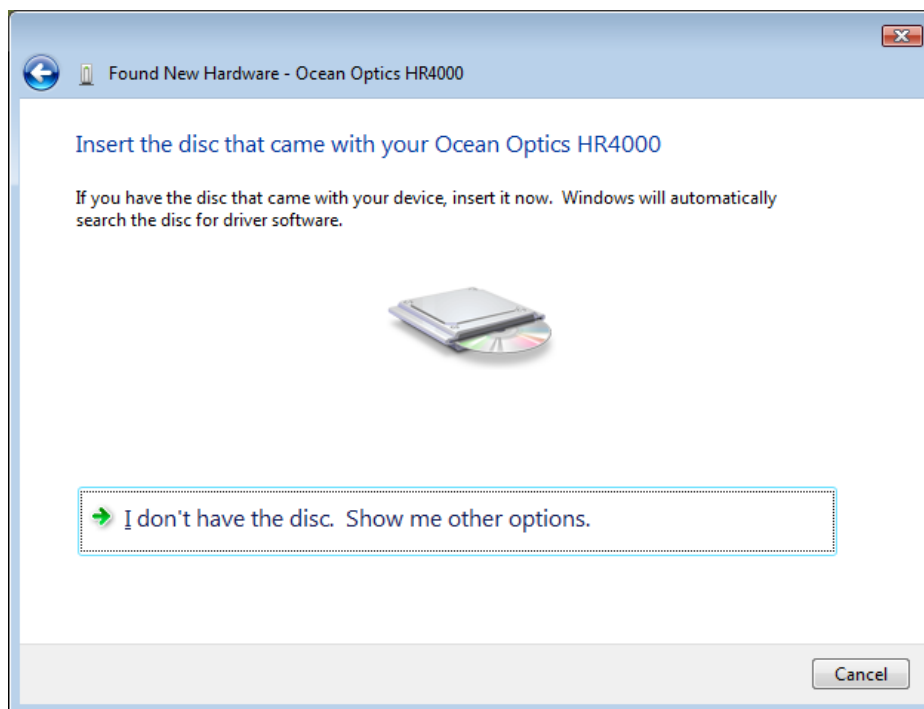 Found New Hardware - Ocean Optics HR4000
Insert the disc that came with your Ocean Optics HR4000
If you have the disc that came with your device, insert it now.  Windows will automatically
search the disc for driver software.
I don't have the disc.  Show me other options.
Cancel